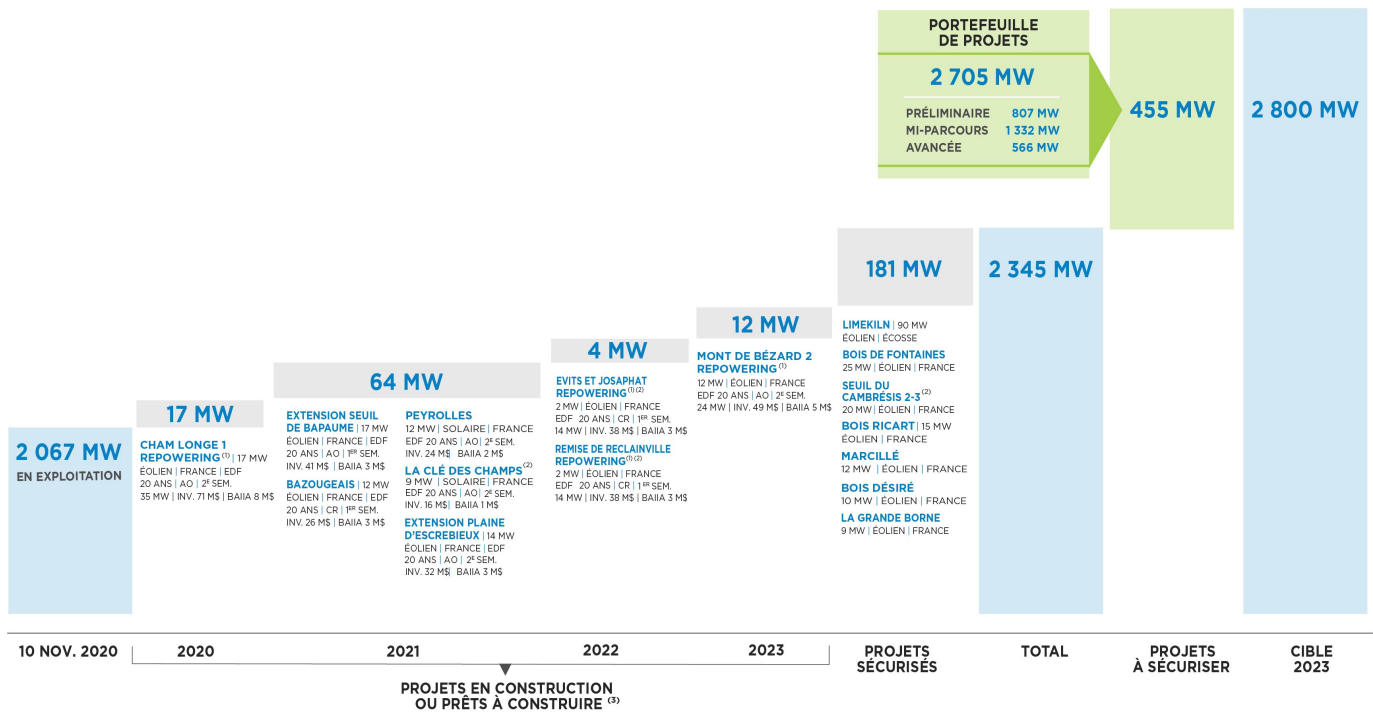 PORTEFEUILLE
DE PROJETS
2 705 MW
PRÉLIMINAIRE 807 MW
MI-PARCOURS 1 332 MW
AVANCÉE 566 MW
455 MW
2 800 MW
181 MW
2 345 MW
LIMEKILN | 90 MW
ÉOLIEN | ÉCOSSE
BOIS DE FONTAINES
25 MW | ÉOLIEN | FRANCE
SEUIL DU
CAMBRÉSIS 2-3 (2)
20 MW | ÉOLIEN | FRANCE
BOIS RICART | 15 MW
ÉOLIEN | FRANCE
MARCILLÉ
12 MW | ÉOLIEN | FRANCE
BOIS DÉSIRÉ
10 MW | ÉOLIEN | FRANCE
LA GRANDE BORNE
9 MW | ÉOLIEN | FRANCE
12 MW
MONT DE BÉZARD 2
REPOWERING (1)
12 MW | ÉOLIEN | FRANCE
EDF 20 ANS | AO | 2E SEM.
24 MW | INV. 49 M$ | BAIIA 5 M$
4 MW
EVITS ET JOSAPHAT
REPOWERING (1) (2)
2 MW | ÉOLIEN | FRANCE
EDF 20 ANS | CR | 1ER SEM.
14 MW | INV. 38 M$ | BAIIA 3 M$
REMISE DE RECLAINVILLE
REPOWERING (1) (2)
2 MW | ÉOLIEN | FRANCE
EDF 20 ANS | CR | 1ER SEM.
14 MW | INV. 38 M$ | BAIIA 3 M$
64 MW
EXTENSION SEUIL
DE BAPAUME | 17 MW
ÉOLIEN | FRANCE | EDF
20 ANS | AO | 1ER SEM.
INV. 41 M$ | BAIIA 3 M$
BAZOUGEAIS | 12 MW
ÉOLIEN | FRANCE | EDF
20 ANS | CR | 1ER SEM.
INV. 26 M$ | BAIIA 3 M$
PEYROLLES
12 MW | SOLAIRE | FRANCE
EDF 20 ANS | AO | 2E SEM.
INV. 24 M$ | BAIIA 2 M$
LA CLÉ DES CHAMPS (2)
9 MW | SOLAIRE | FRANCE
EDF 20 ANS | AO | 2E SEM.
INV. 16 M$ | BAIIA 1 M$
EXTENSION PLAINE
D'ESCREBIEUX | 14 MW
ÉOLIEN | FRANCE | EDF
20 ANS | AO | 2E SEM.
INV. 32 M$ | BAIIA 3 M$
17 MW
CHAM LONGE 1
REPOWERING (1) | 17 MW
ÉOLIEN | FRANCE | EDF
20 ANS | AO | 2E SEM.
35 MW | INV. 71 M$ | BAIIA 8 M$
2 067 MW
EN EXPLOITATION
10 NOV. 2020
2020
2021
2022
2023
PROJETS
SÉCURISÉS
TOTAL
PROJETS
À SÉCURISER
CIBLE
2023
PROJETS EN CONSTRUCTION
OU PRÊTS À CONSTRUIRE (3)